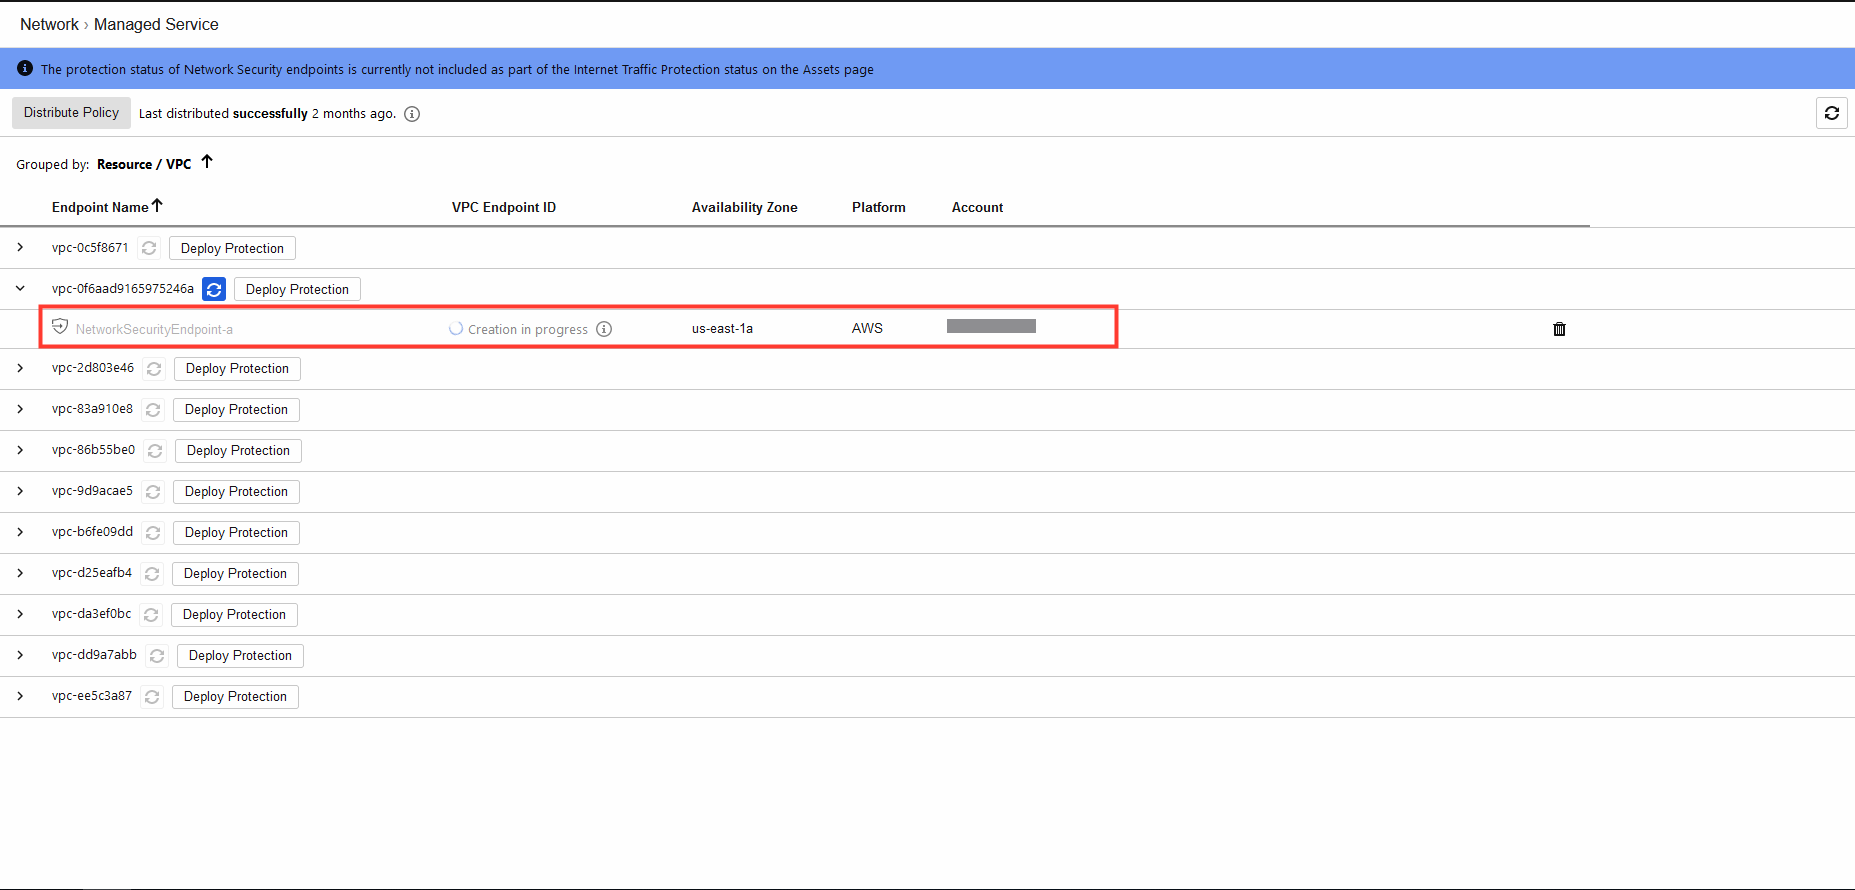 Network › Managed Service
The protection status of Network Security endpoints is currently not included as part of the Internet Traffic Protection status on the Assets page
Distribute Policy Last distributed successfully 2 months ago.
Grouped by: Resource / VPC
Endpoint Name VPC Endpoint ID Availability Zone Platform Account
vpc-0c5f8671 Deploy Protection
vpc-0f6aad9165975246a Deploy Protection
NetworkSecurityEndpoint-a Creation in progress us-east-1a AWS
vpc-2d803e46 Deploy Protection
vpc-83a910e8 Deploy Protection
vpc-86b55be0 Deploy Protection
vpc-9d9acae5 Deploy Protection
vpc-b6fe09dd Deploy Protection
vpc-d25eafb4 Deploy Protection
vpc-da3ef0bc Deploy Protection
vpc-dd9a7abb Deploy Protection
vpc-ee5c3a87 Deploy Protection